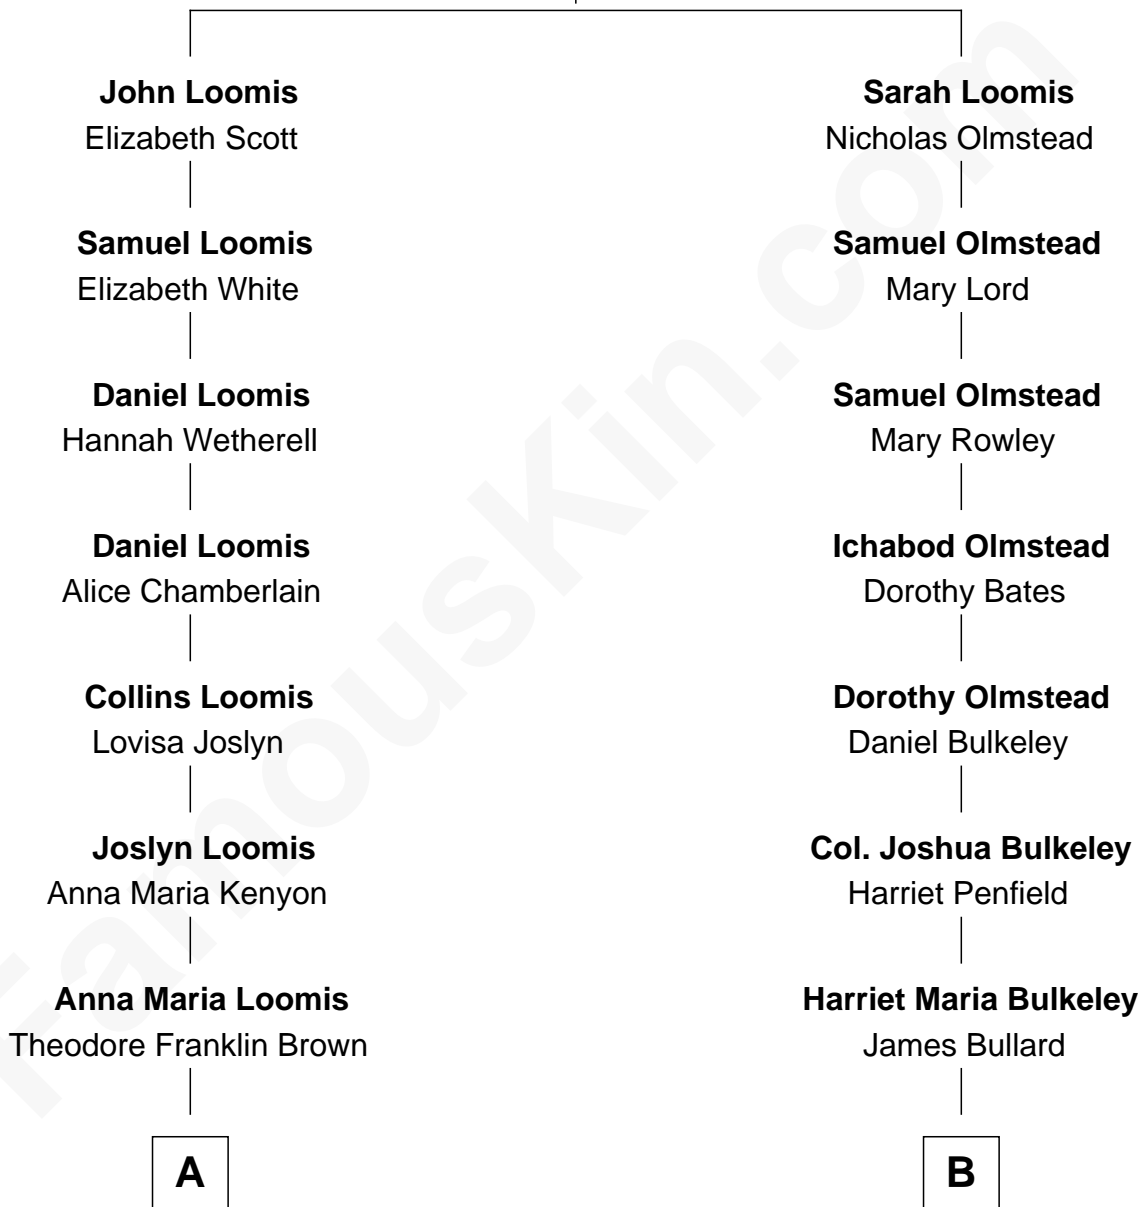 John Loomis
Elizabeth Scott
Samuel Loomis
Elizabeth White
Daniel Loomis
Hannah Wetherell
Daniel Loomis
Alice Chamberlain
Collins Loomis
Lovisa Joslyn
Joslyn Loomis
Anna Maria Kenyon
Anna Maria Loomis
Theodore Franklin Brown
A
Sarah Loomis
Nicholas Olmstead
Samuel Olmstead
Mary Lord
Samuel Olmstead
Mary Rowley
Ichabod Olmstead
Dorothy Bates
Dorothy Olmstead
Daniel Bulkeley
Col. Joshua Bulkeley
Harriet Penfield
Harriet Maria Bulkeley
James Bullard
B
FamousKin.com